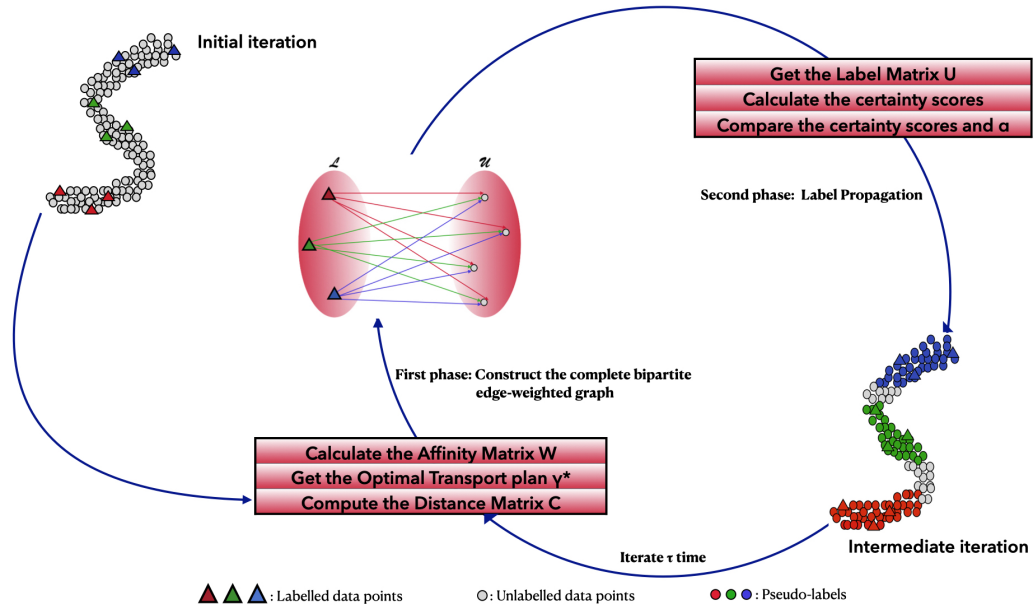 Initial iteration
Get the Label Matrix U
Calculate the certainty scores
Compare the certainty scores and α
ℒ
𝒰
Second phase: Label Propagation
First phase: Construct the complete bipartite
edge-weighted graph
Calculate the Affinity Matrix W
Get the Optimal Transport plan γ*
Compute the Distance Matrix C
Iterate τ time
Intermediate iteration
: Labelled data points
: Unlabelled data points
: Pseudo-labels